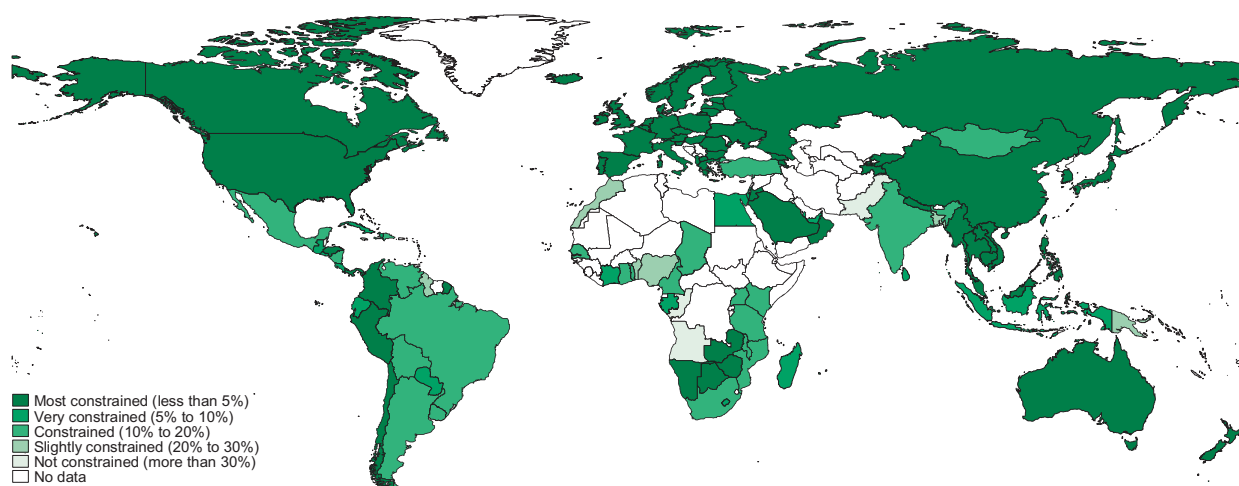 Most constrained (less than 5%)
Very constrained (5% to 10%)
Constrained (10% to 20%)
Slightly constrained (20% to 30%)
Not constrained (more than 30%)
No data